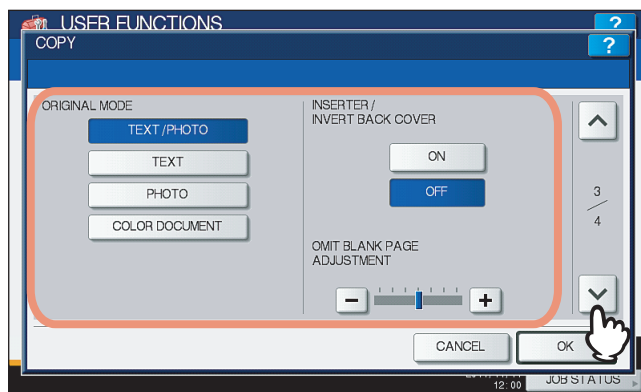 USER FUNCTIONS
?
COPY
?
ORIGINAL MODE
TEXT/PHOTO
TEXT
PHOTO
COLOR DOCUMENT
INSERTER /
INVERT BACK COVER
ON
OFF
OMIT BLANK PAGE
ADJUSTMENT
3
4
CANCEL
OK
12:00
JOB STATUS